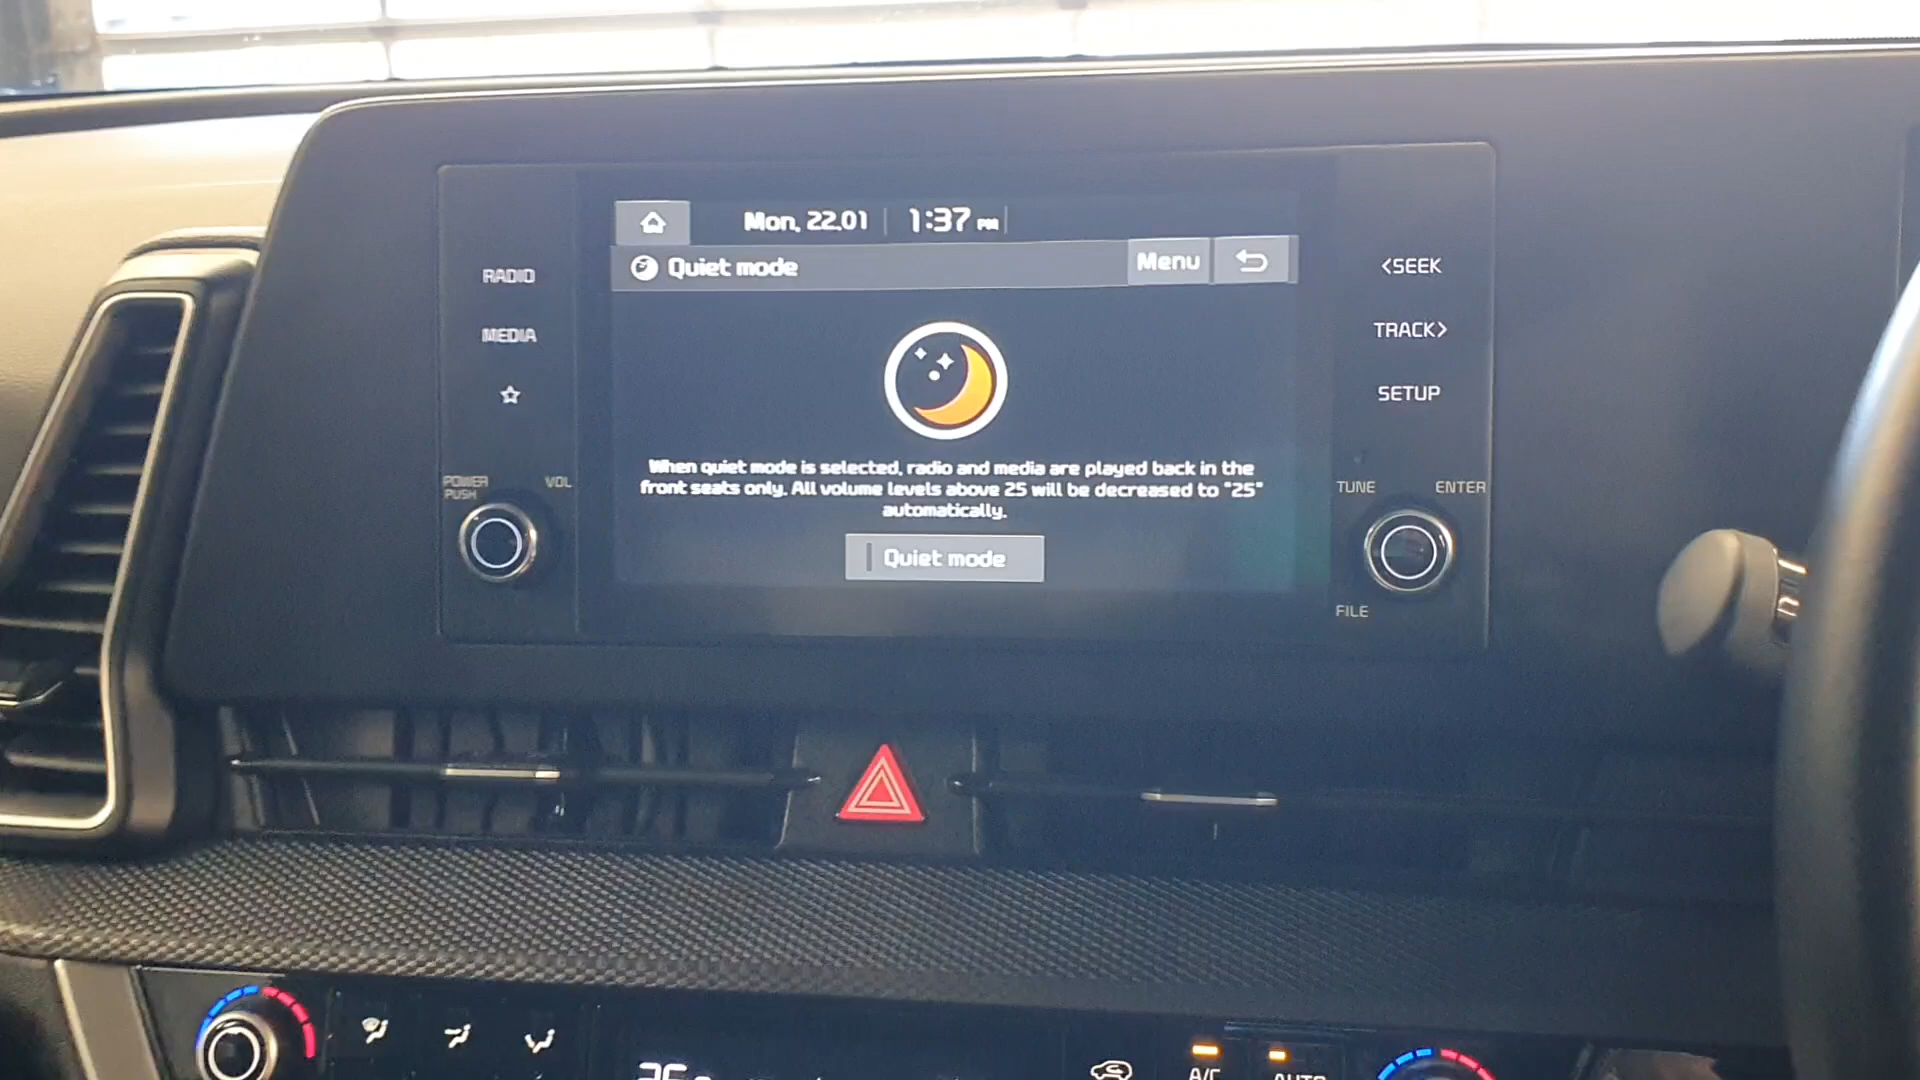 Mon, 22.01 1:37 PM
Quiet mode Menu
RADIO
MEDIA
<SEEK
TRACK>
SETUP
When quiet mode is selected, radio and media are played back in the
front seats only. All volume levels above 25 will be decreased to "25"
automatically.
Quiet mode
POWER
PUSH
VOL
TUNE
ENTER
FILE
A/C
AUTO